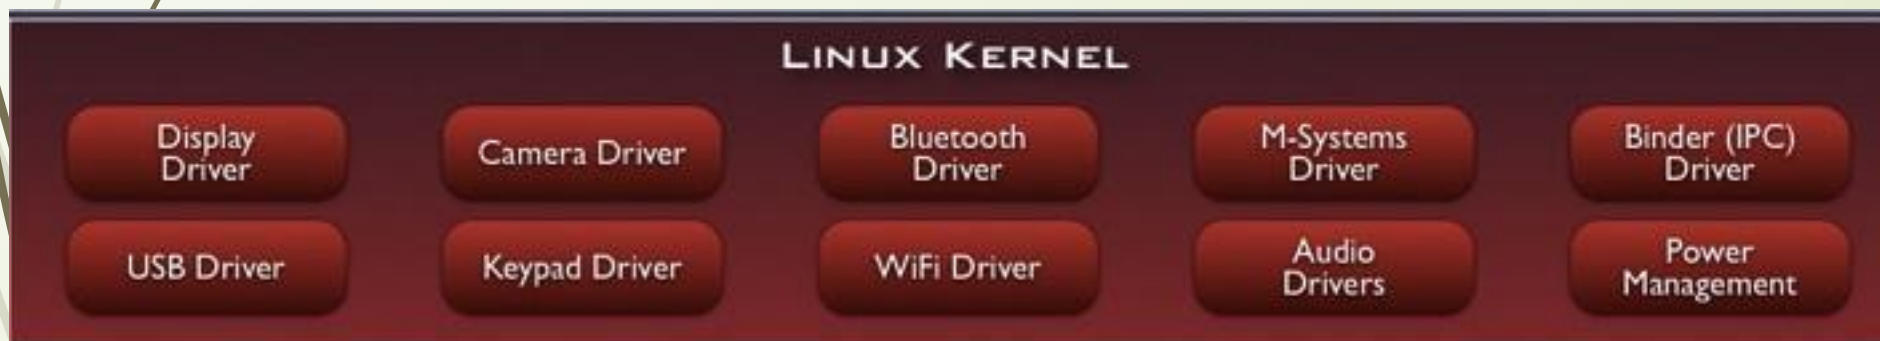 LINUX KERNEL
Display
Driver
Camera Driver
Bluetooth
Driver
M-Systems
Driver
Binder (IPC)
Driver
USB Driver
Keypad Driver
WiFi Driver
Audio
Drivers
Power
Management